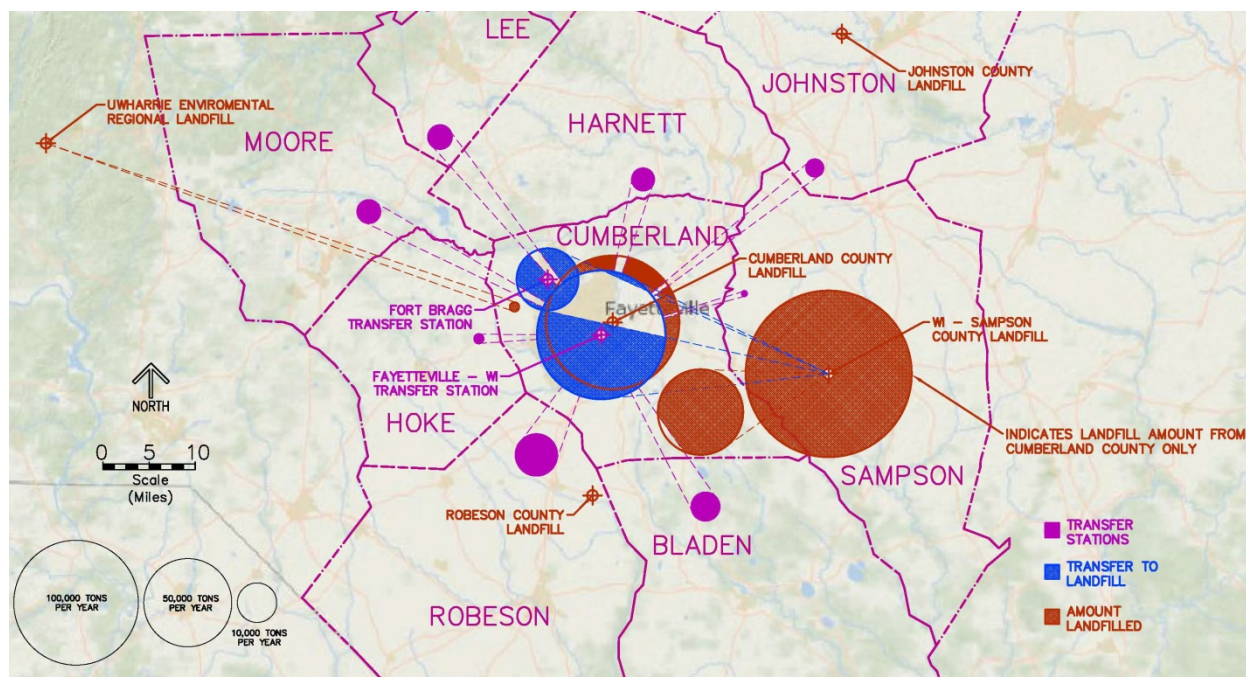 LEE
JOHNSTON COUNTY
LANDFILL
JOHNSTON
UWHARRIE ENVIROMENTAL
REGIONAL LANDFILL
MOORE
HARNETT
CUMBERLAND
CUMBERLAND COUNTY
LANDFILL
Fayetteville
FORT BRAGG
TRANSFER STATION
WI - SAMPSON
COUNTY LANDFILL
FAYETTEVILLE - WI
TRANSFER STATION
NORTH
HOKE
INDICATES LANDFILL AMOUNT FROM
CUMBERLAND COUNTY ONLY
0 5 10
Scale
(Miles)
SAMPSON
ROBESON COUNTY
LANDFILL
BLADEN
TRANSFER
STATIONS
TRANSFER TO
LANDFILL
AMOUNT
LANDFILLED
100,000 TONS
PER YEAR
50,000 TONS
PER YEAR
10,000 TONS
PER YEAR
ROBESON